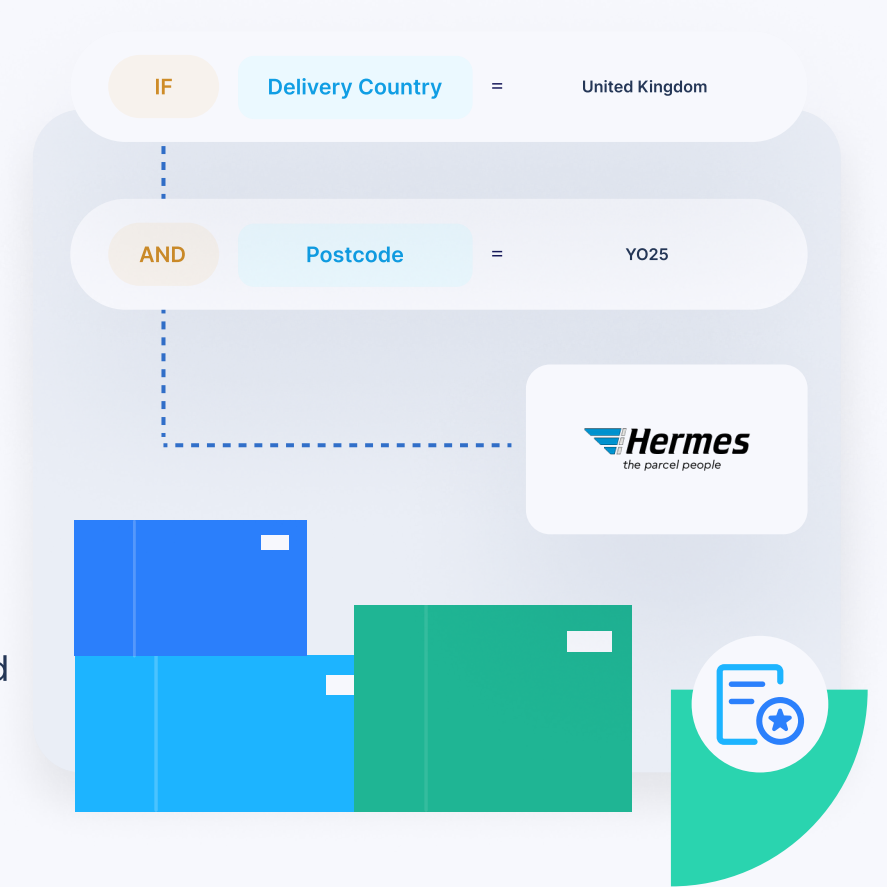 IF Delivery Country = United Kingdom
AND Postcode = YO25
Hermes
the parcel people
d